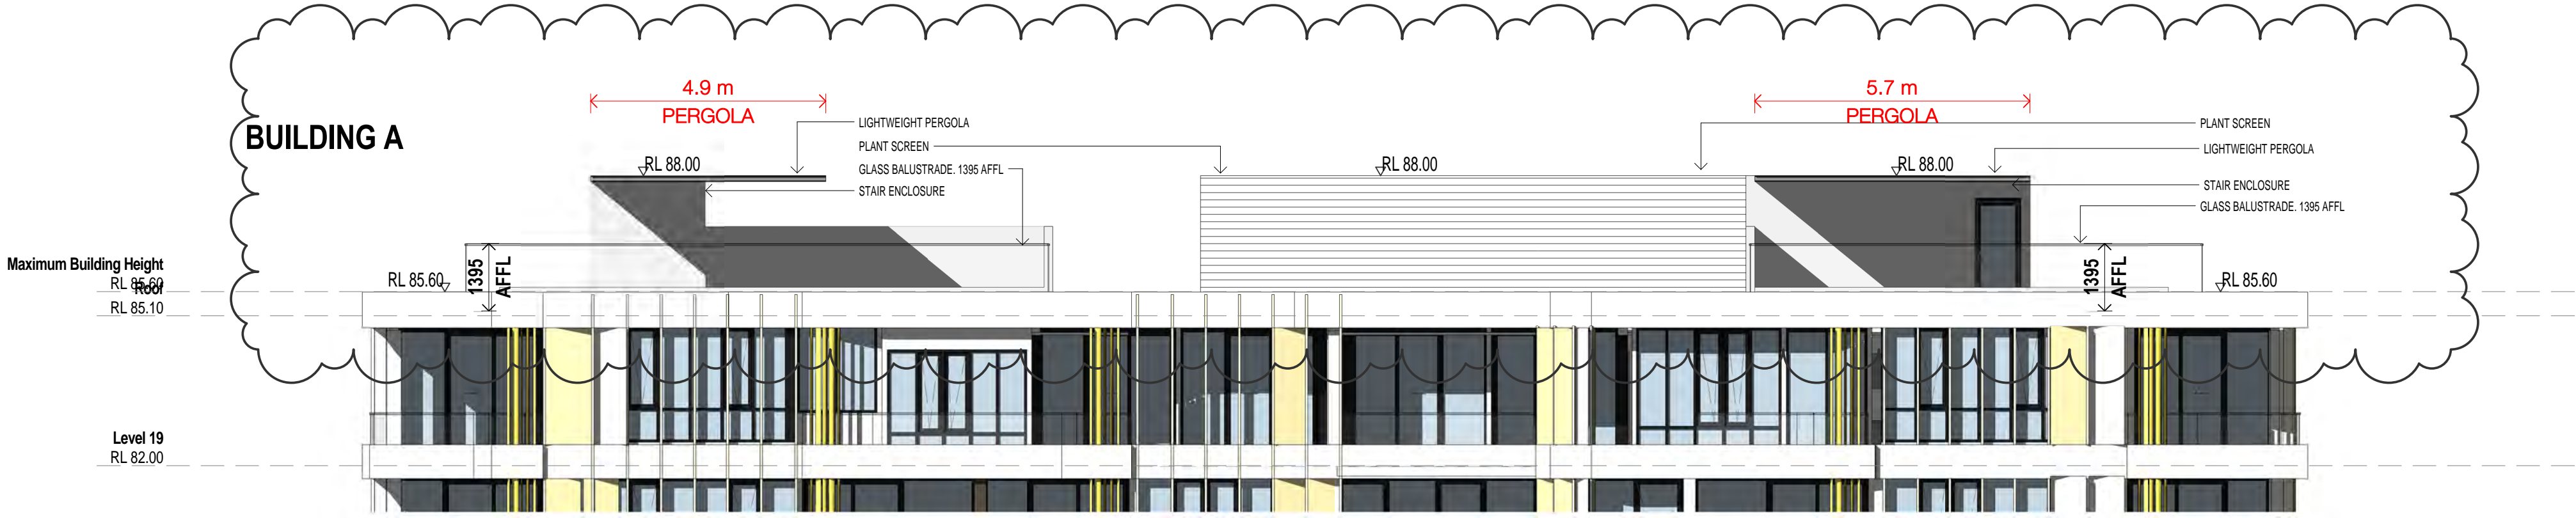 4.9 m
PERGOLA
5.7 m
PERGOLA
BUILDING A
LIGHTWEIGHT PERGOLA
PLANT SCREEN
GLASS BALUSTRADE. 1395 AFFL
STAIR ENCLOSURE
PLANT SCREEN
LIGHTWEIGHT PERGOLA
STAIR ENCLOSURE
GLASS BALUSTRADE. 1395 AFFL
RL 88.00
RL 88.00
RL 88.00
Maximum Building Height
RL 85.60
Roof
RL 85.10
RL 85.60
1395
AFFL
1395
AFFL
RL 85.60
Level 19
RL 82.00